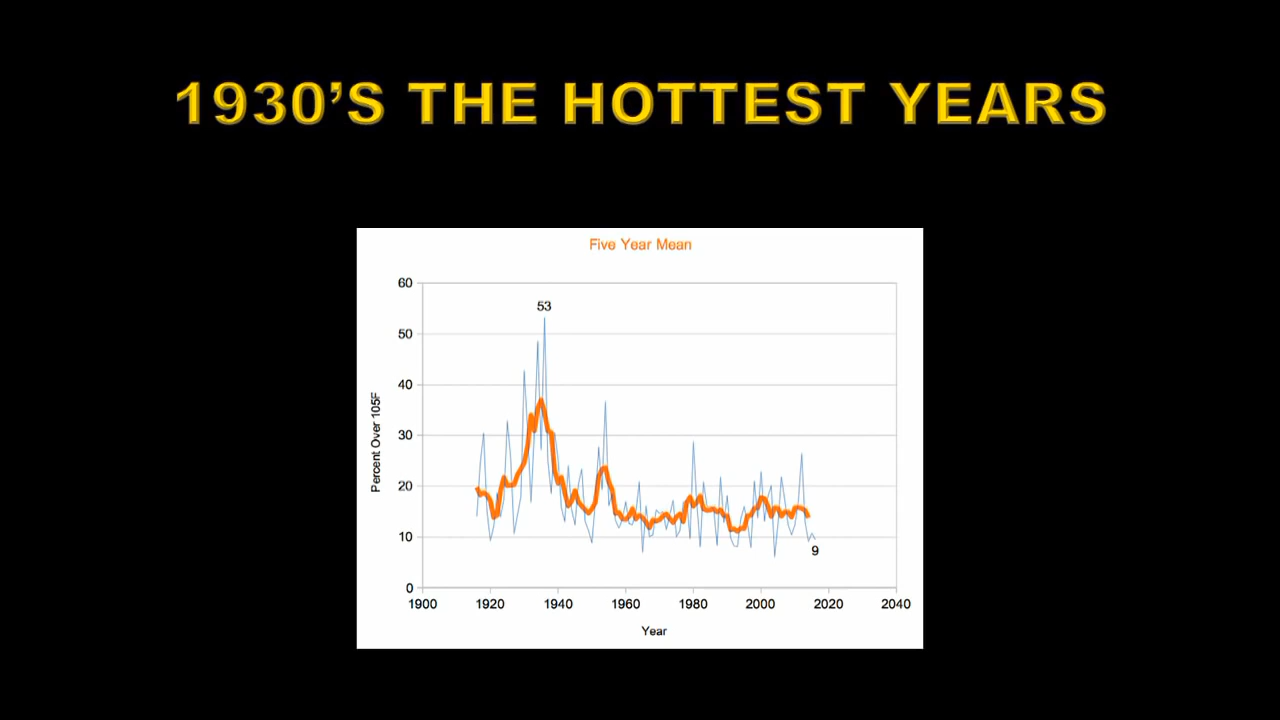 1930’S THE HOTTEST YEARS
Five Year Mean
60
53
50
40
30
20
10
9
0
Percent Over 105F
1900 1920 1940 1960 1980 2000 2020 2040
Year